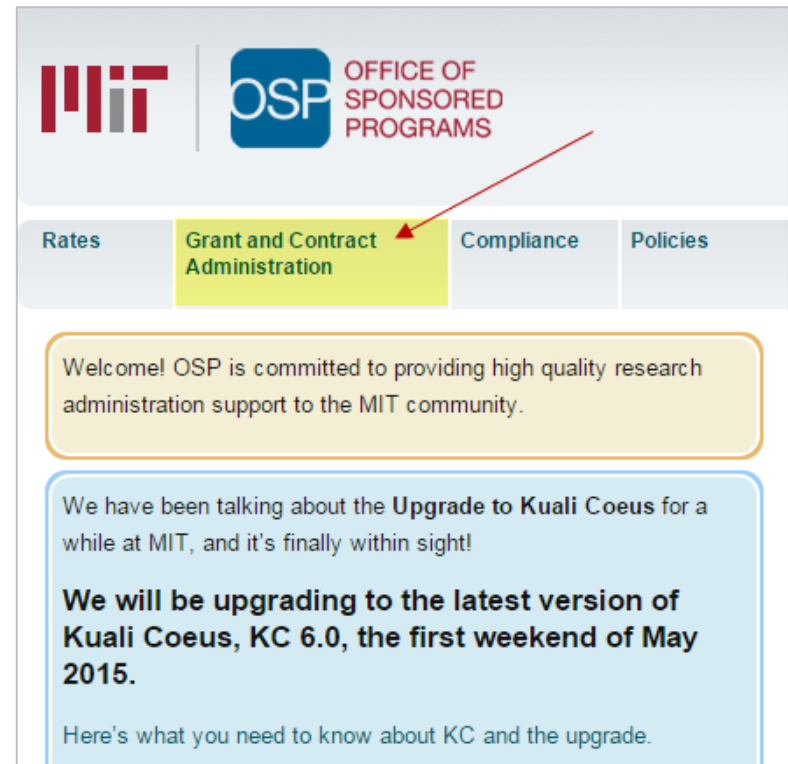 MIT
OSP
OFFICE OF
SPONSORED
PROGRAMS
Rates
Grant and Contract
Administration
Compliance
Policies
Welcome! OSP is committed to providing high quality research
administration support to the MIT community.
We have been talking about the Upgrade to Kuali Coeus for a
while at MIT, and it's finally within sight!
We will be upgrading to the latest version of
Kuali Coeus, KC 6.0, the first weekend of May
2015.
Here's what you need to know about KC and the upgrade.